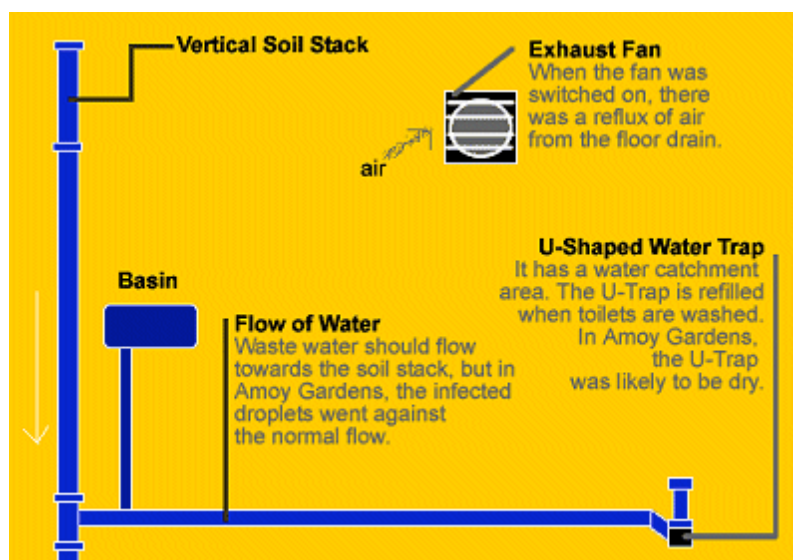 Vertical Soil Stack
Exhaust Fan
When the fan was
switched on, there
was a reflux of air
from the floor drain.
air
U-Shaped Water Trap
It has a water catchment
area. The U-Trap is refilled
when toilets are washed.
In Amoy Gardens,
the U-Trap
was likely to be dry.
Basin
Flow of Water
Waste water should flow
towards the soil stack, but in
Amoy Gardens, the infected
droplets went against
the normal flow.